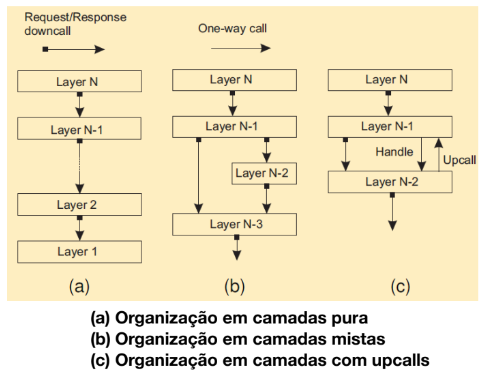 Request/Response
downcall
One-way call
Layer N
Layer N-1
Layer 2
Layer 1
(a)
Layer N
Layer N-1
Layer N-2
Layer N-3
(b)
Layer N
Layer N-1
Handle
Upcall
Layer N-2
(c)
(a) Organização em camadas pura
(b) Organização em camadas mistas
(c) Organização em camadas com upcalls